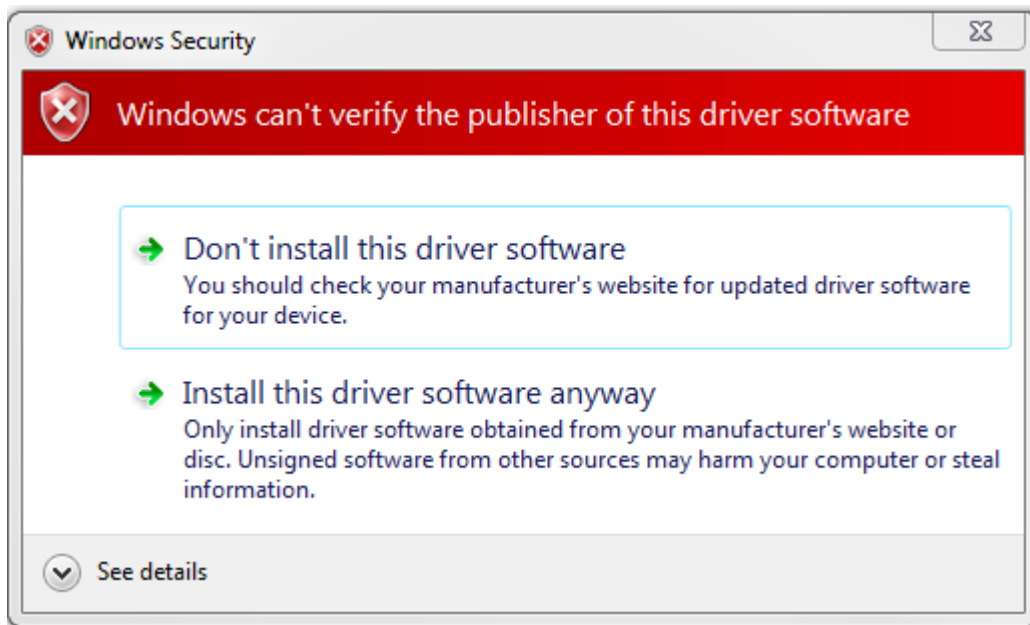 Windows Security
Windows can't verify the publisher of this driver software
Don't install this driver software
You should check your manufacturer's website for updated driver software
for your device.
Install this driver software anyway
Only install driver software obtained from your manufacturer's website or
disc. Unsigned software from other sources may harm your computer or steal
information.
See details